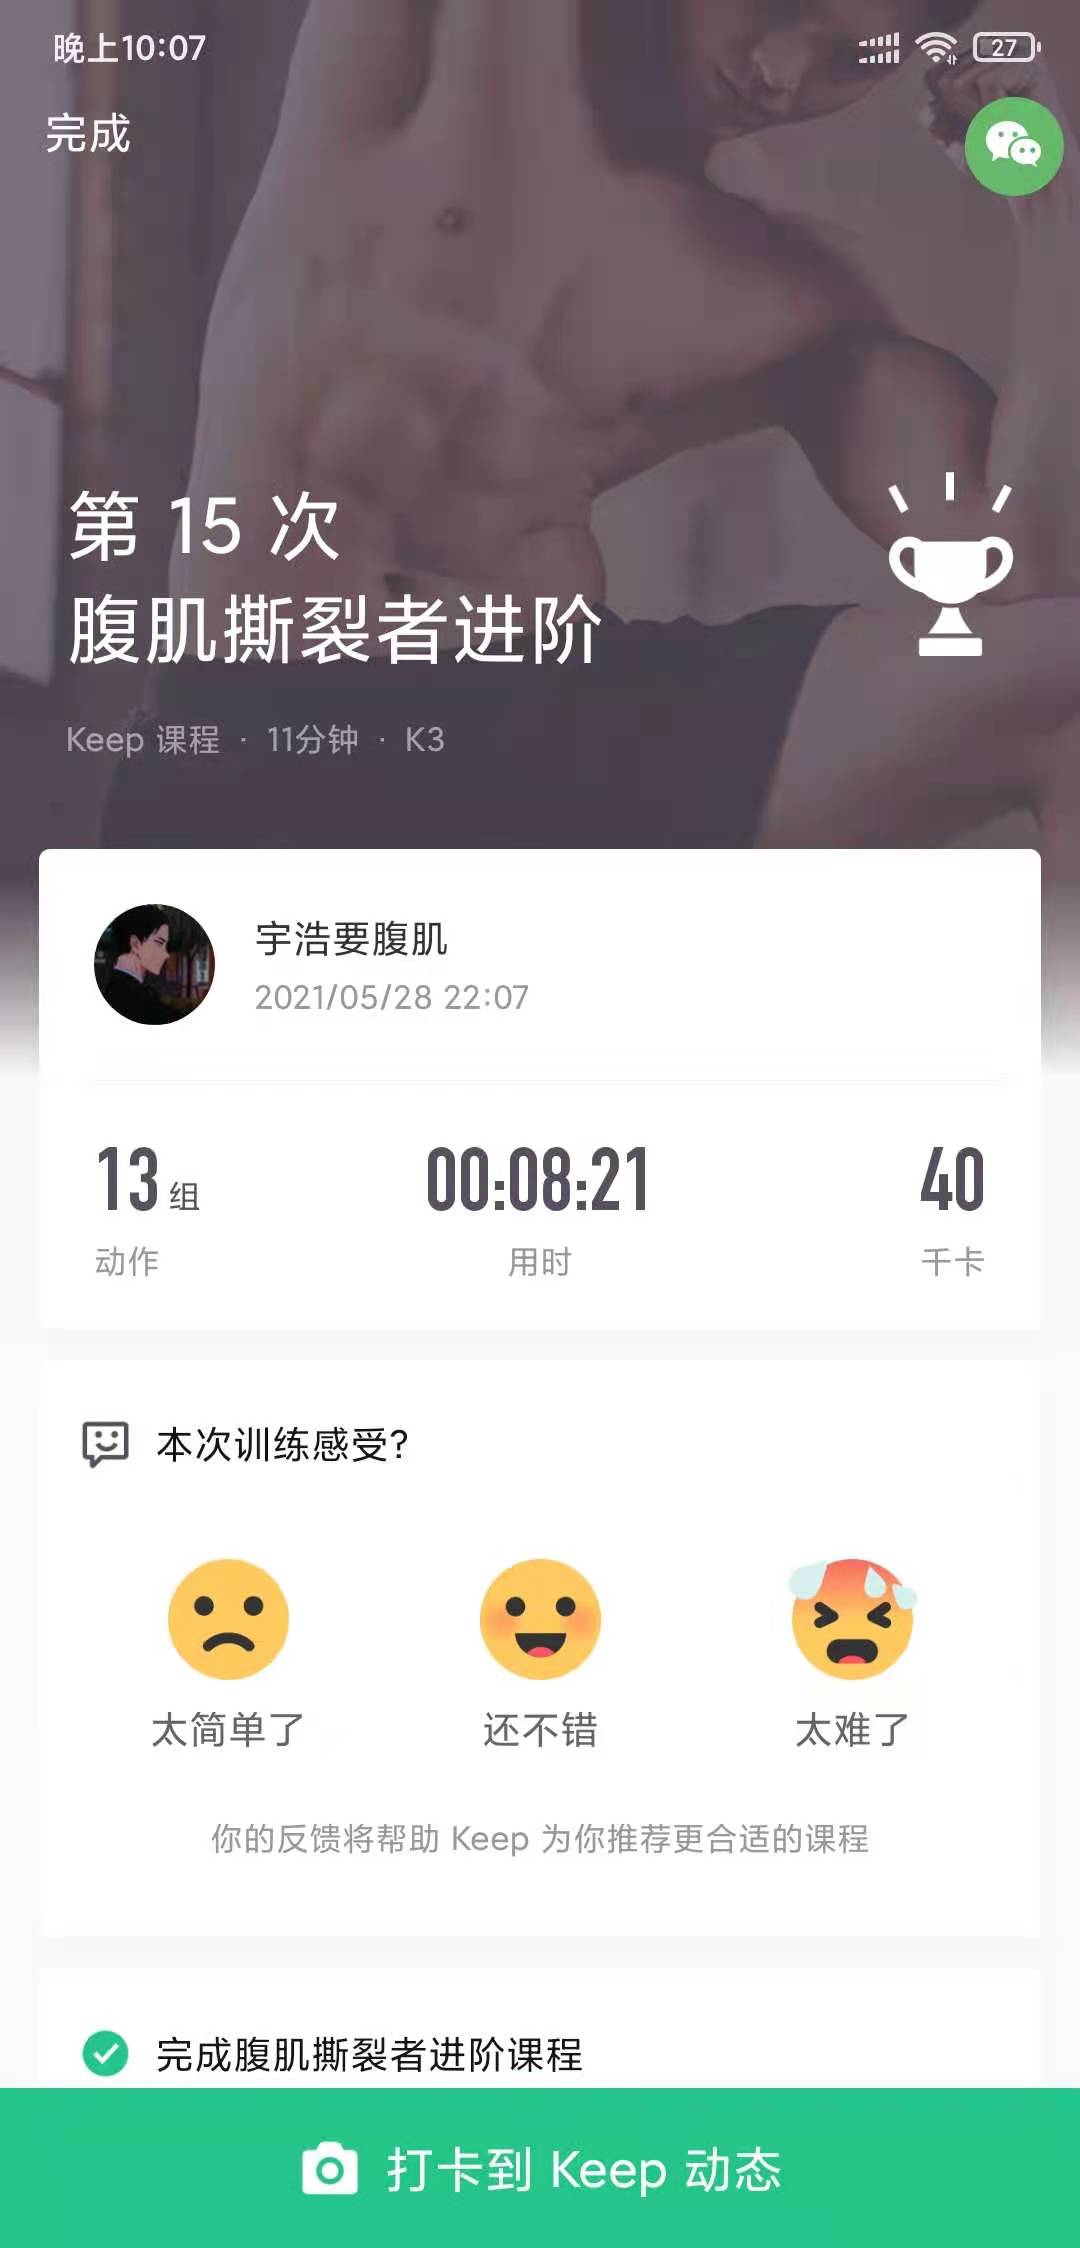 晚上10:07
27
完成
第 15 次
腹肌撕裂者进阶
Keep 课程 · 11分钟 · K3
宇浩要腹肌
2021/05/28 22:07
13 组 00:08:21 40
动作 用时 千卡
本次训练感受?
太简单了 还不错 太难了
你的反馈将帮助 Keep 为你推荐更合适的课程
完成腹肌撕裂者进阶课程
打卡到 Keep 动态